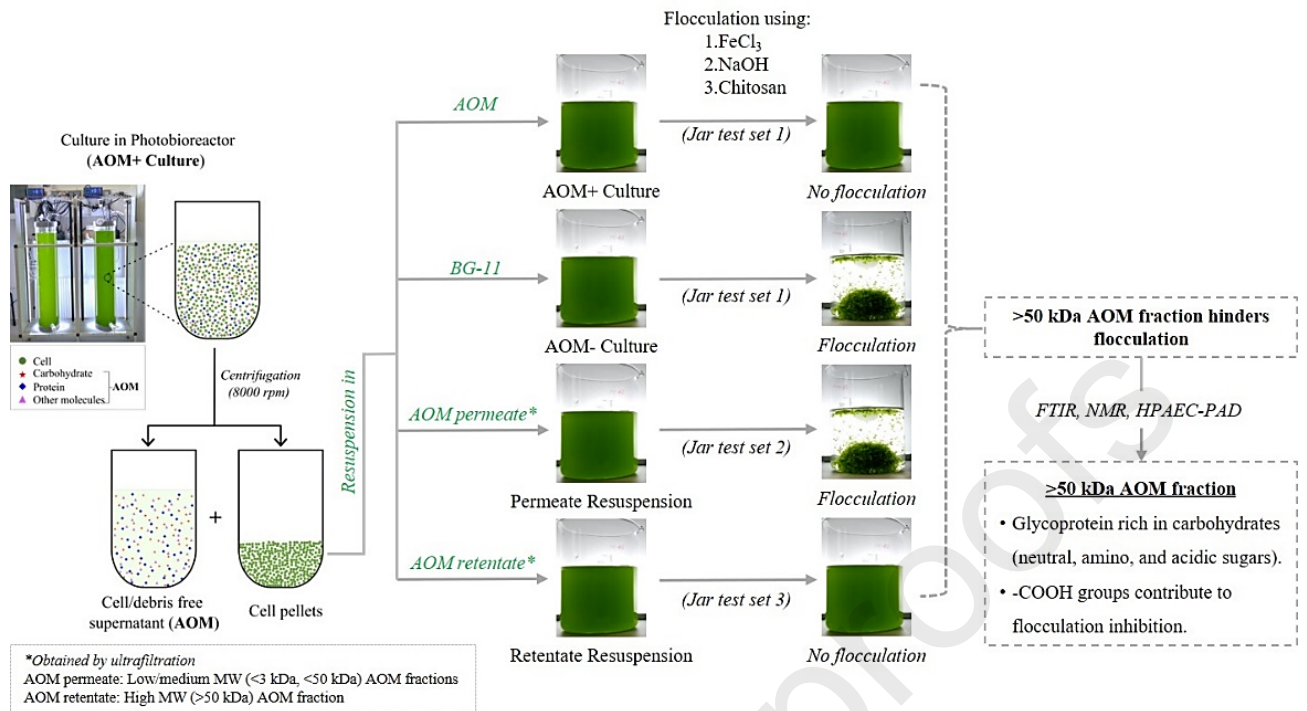 Culture in Photobioreactor
(AOM+ Culture)
Cell
Carbohydrate
Protein
Other molecules
AOM
Centrifugation
(8000 rpm)
+
Cell/debris free
supernatant (AOM)
Cell pellets
*Obtained by ultrafiltration
AOM permeate: Low/medium MW (<3 kDa, <50 kDa) AOM fractions
AOM retentate: High MW (>50 kDa) AOM fraction
Resuspension in
Flocculation using:
1.FeCl₃
2.NaOH
3.Chitosan
AOM
(Jar test set 1)
AOM+ Culture
No flocculation
BG-11
(Jar test set 1)
AOM- Culture
Flocculation
AOM permeate*
(Jar test set 2)
Permeate Resuspension
Flocculation
AOM retentate*
(Jar test set 3)
Retentate Resuspension
No flocculation
>50 kDa AOM fraction hinders
flocculation
FTIR, NMR, HPAEC-PAD
>50 kDa AOM fraction
• Glycoprotein rich in carbohydrates
(neutral, amino, and acidic sugars).
• -COOH groups contribute to
flocculation inhibition.
proofs